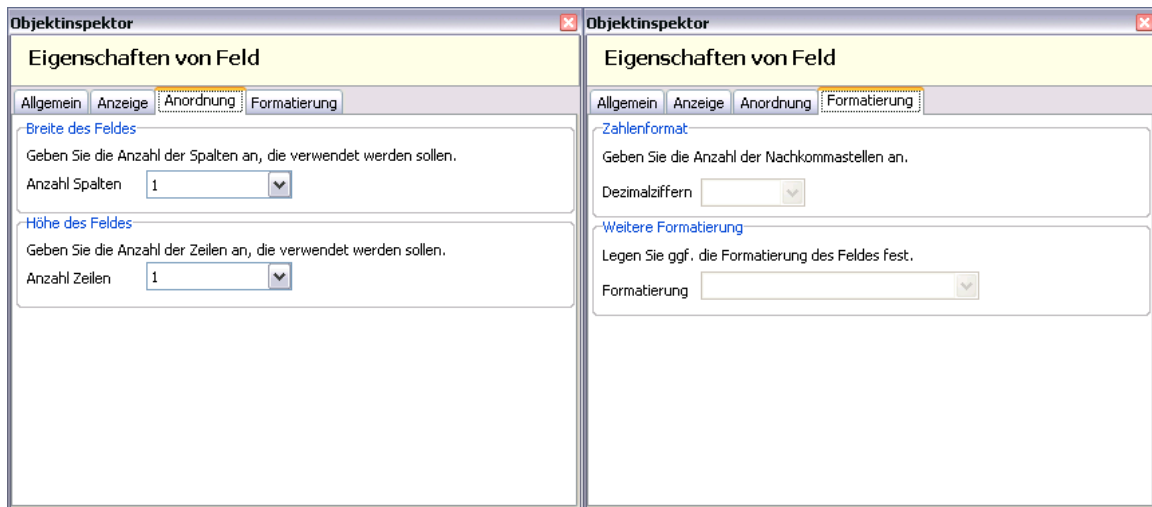 Objektinspektor
Eigenschaften von Feld
Allgemein Anzeige Anordnung Formatierung
Breite des Feldes
Geben Sie die Anzahl der Spalten an, die verwendet werden sollen.
Anzahl Spalten 1
Höhe des Feldes
Geben Sie die Anzahl der Zeilen an, die verwendet werden sollen.
Anzahl Zeilen 1
Objektinspektor
Eigenschaften von Feld
Allgemein Anzeige Anordnung Formatierung
Zahlenformat
Geben Sie die Anzahl der Nachkommastellen an.
Dezimalziffern
Weitere Formatierung
Legen Sie ggf. die Formatierung des Feldes fest.
Formatierung